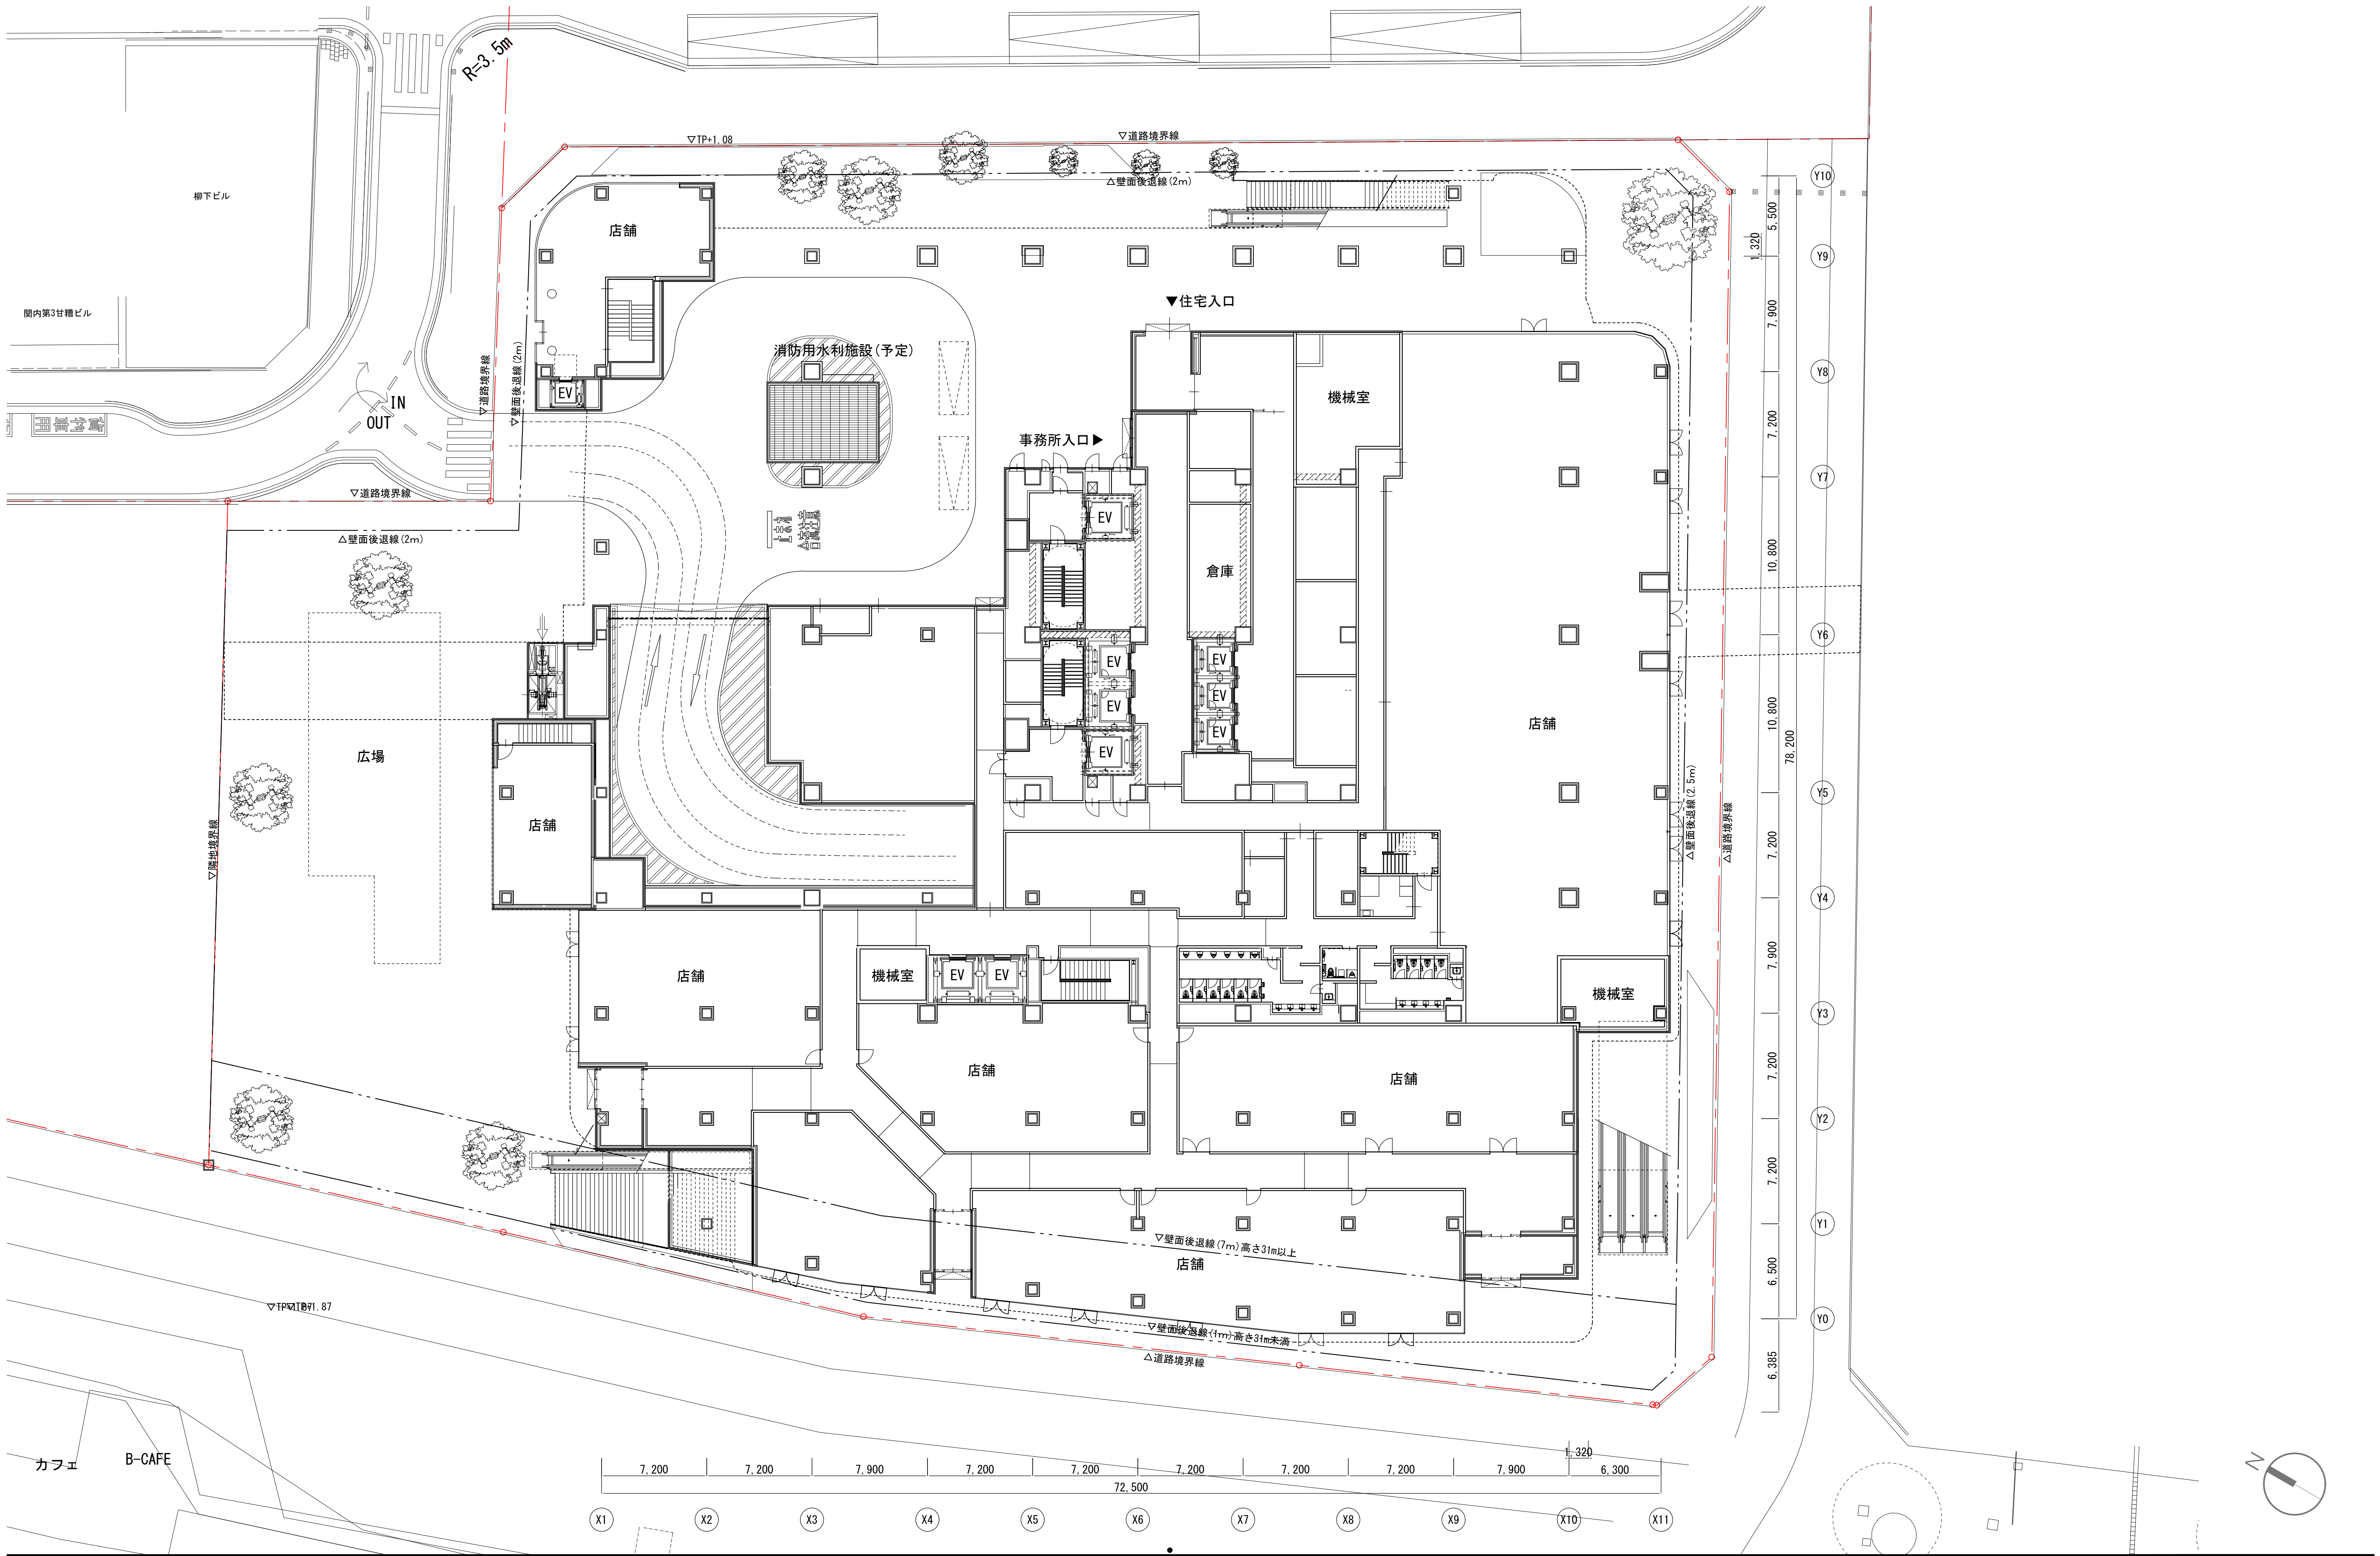 R=3.5m
▽TP+1.08
▽道路境界線
△壁面後退線(2m)
柳下ビル
関内第3甘糟ビル
店舗
▽道路境界線
▽壁面後退線(2m)
EV
IN
OUT
消防用水利施設(予定)
▼住宅入口
機械室
事務所入口▶
▽道路境界線
△壁面後退線(2m)
EV
倉庫
EV
EV
EV
EV
EV
EV
EV
店舗
広場
店舗
▽隣地境界線
△壁面後退線(2.5m)
△道路境界線
店舗
機械室
EV
EV
機械室
店舗
店舗
▽壁面後退線(7m)高さ31m以上
店舗
▽壁面後退線(1m)高さ31m未満
△道路境界線
カフェ
B-CAFE
Y10
5,500
1,320
Y9
7,900
Y8
7,200
Y7
10,800
Y6
10,800
78,200
Y5
7,200
Y4
7,900
Y3
7,200
Y2
7,200
Y1
6,500
Y0
6,385
1,320
7,200
7,200
7,900
7,200
7,200
7,200
7,200
7,200
7,900
6,300
72,500
X1
X2
X3
X4
X5
X6
X7
X8
X9
X10
X11
N